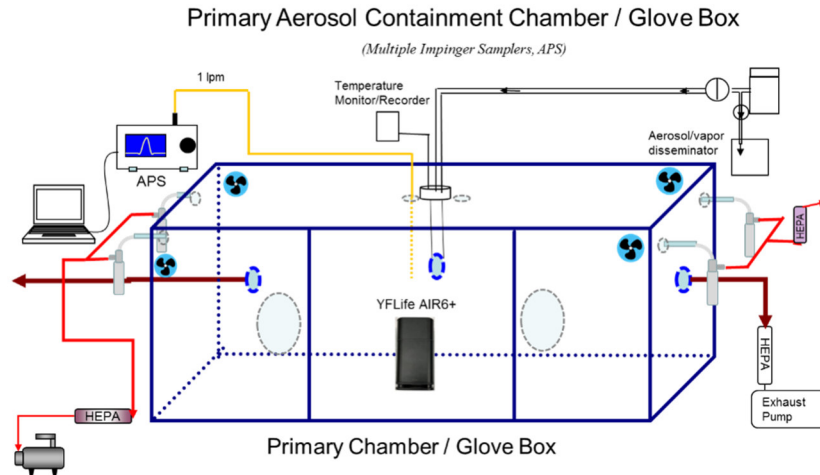 Primary Aerosol Containment Chamber / Glove Box
(Multiple Impinger Samplers, APS)
1 lpm
Temperature
Monitor/Recorder
Aerosol/vapor
disseminator
APS
HEPA
YFLife AIR6+
HEPA
HEPA
Exhaust
Pump
Primary Chamber / Glove Box